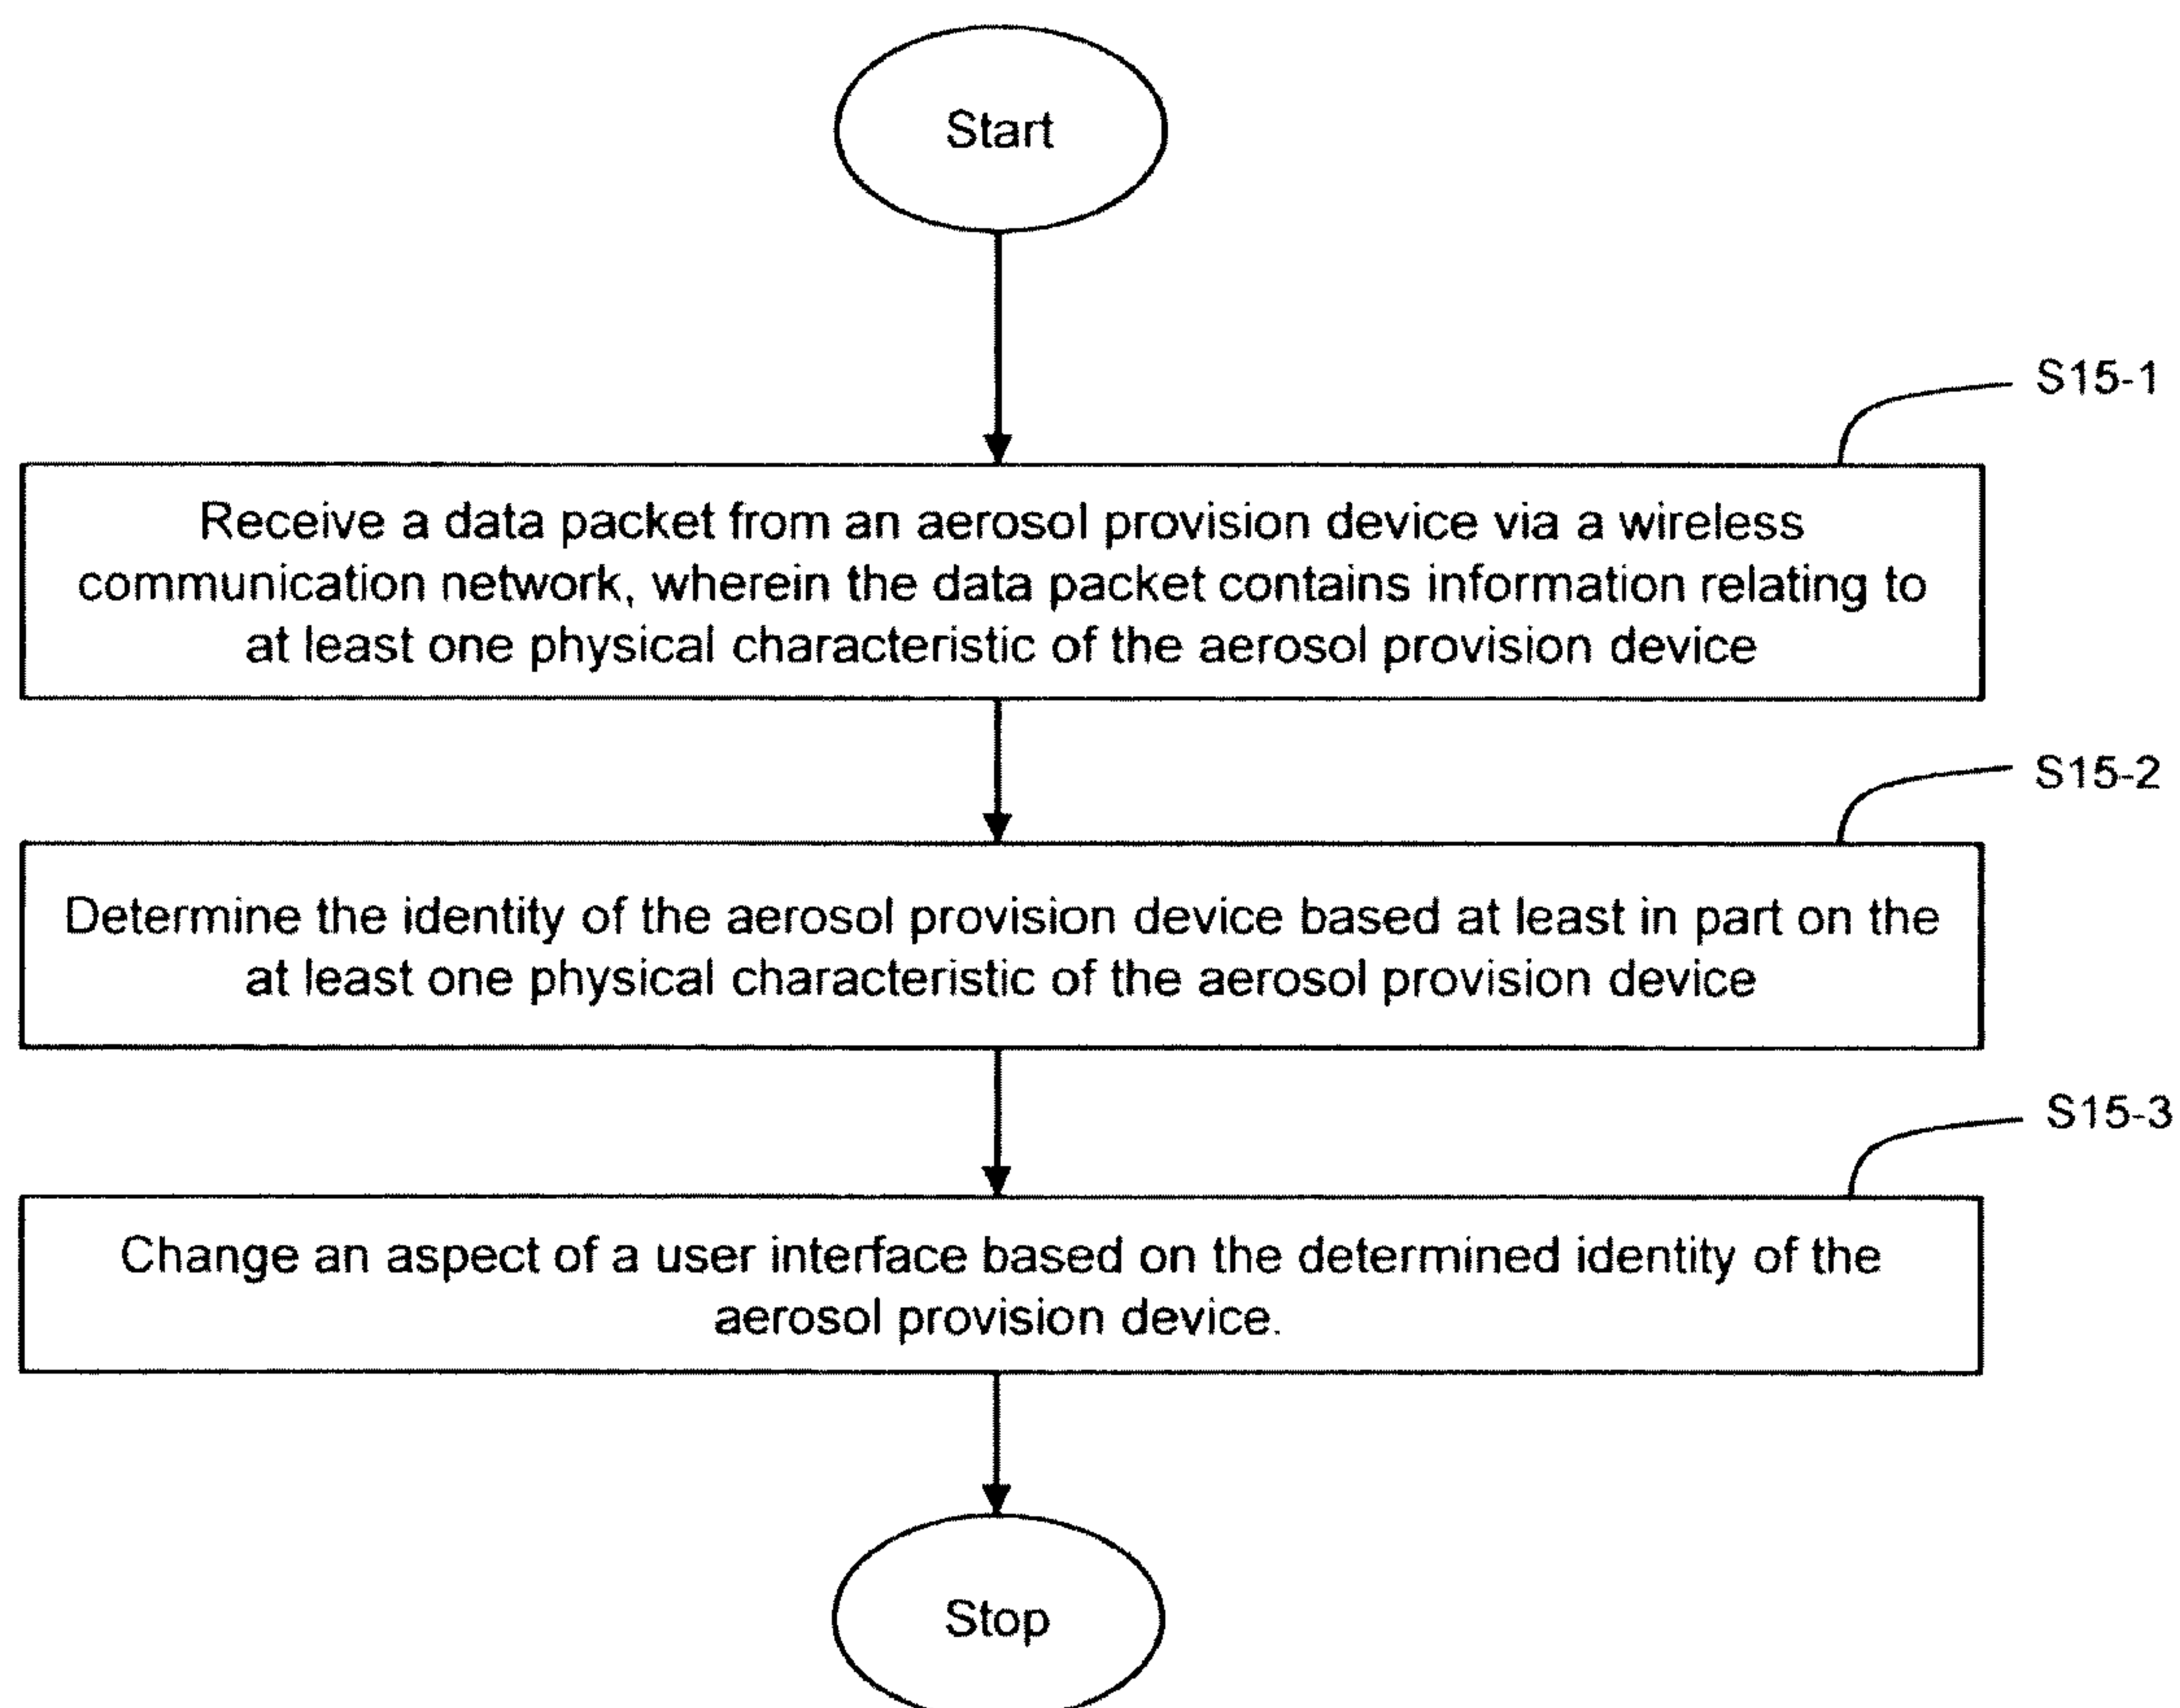 Start
S15-1
Receive a data packet from an aerosol provision device via a wireless
communication network, wherein the data packet contains information relating to
at least one physical characteristic of the aerosol provision device
S15-2
Determine the identity of the aerosol provision device based at least in part on the
at least one physical characteristic of the aerosol provision device
S15-3
Change an aspect of a user interface based on the determined identity of the
aerosol provision device.
Stop